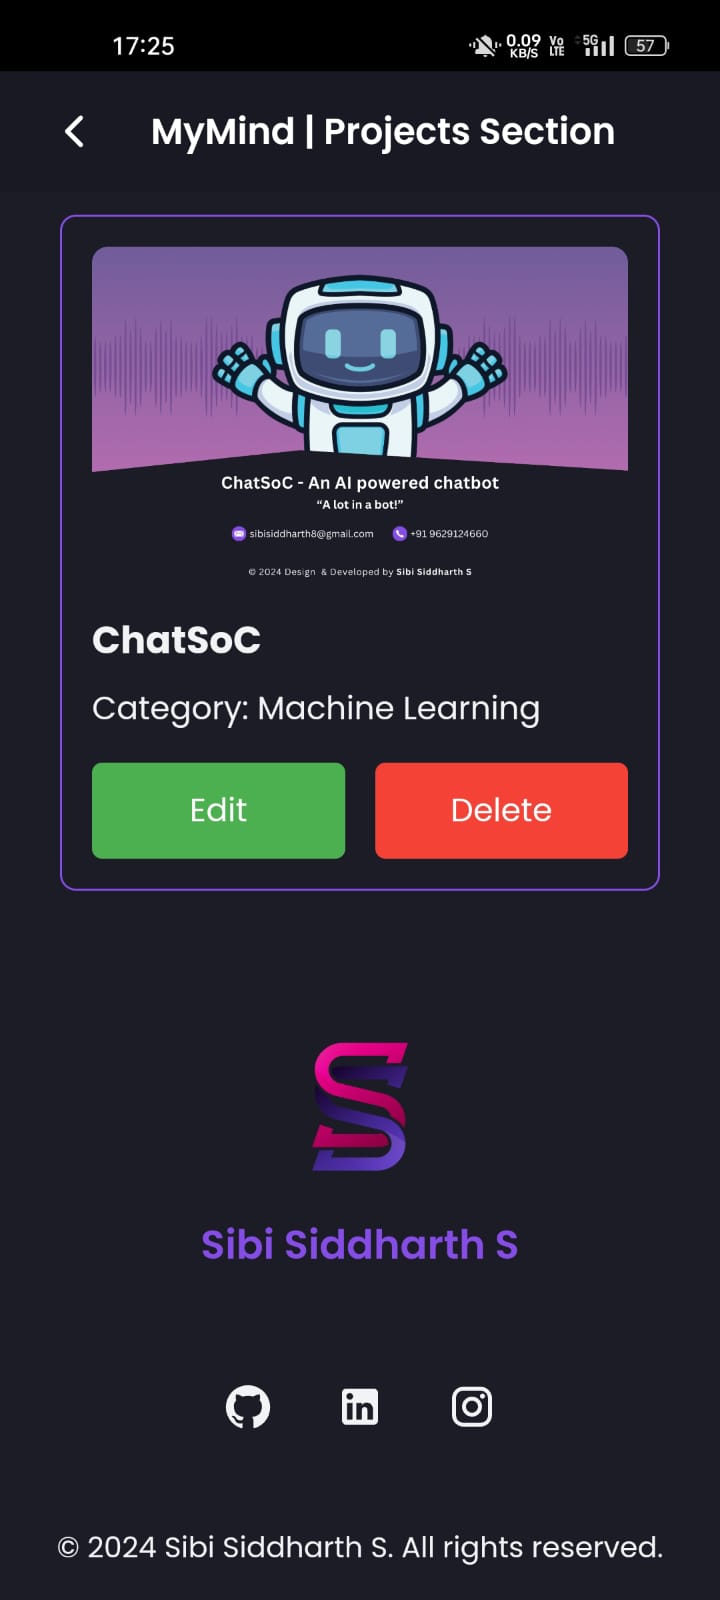 17:25
0.09
KB/S
Vo
LTE
5G
57
MyMind | Projects Section
ChatSoC - An AI powered chatbot
“A lot in a bot!”
sibisiddharth8@gmail.com +91 9629124660
© 2024 Design & Developed by Sibi Siddharth S
ChatSoC
Category: Machine Learning
Edit Delete
Sibi Siddharth S
in
© 2024 Sibi Siddharth S. All rights reserved.